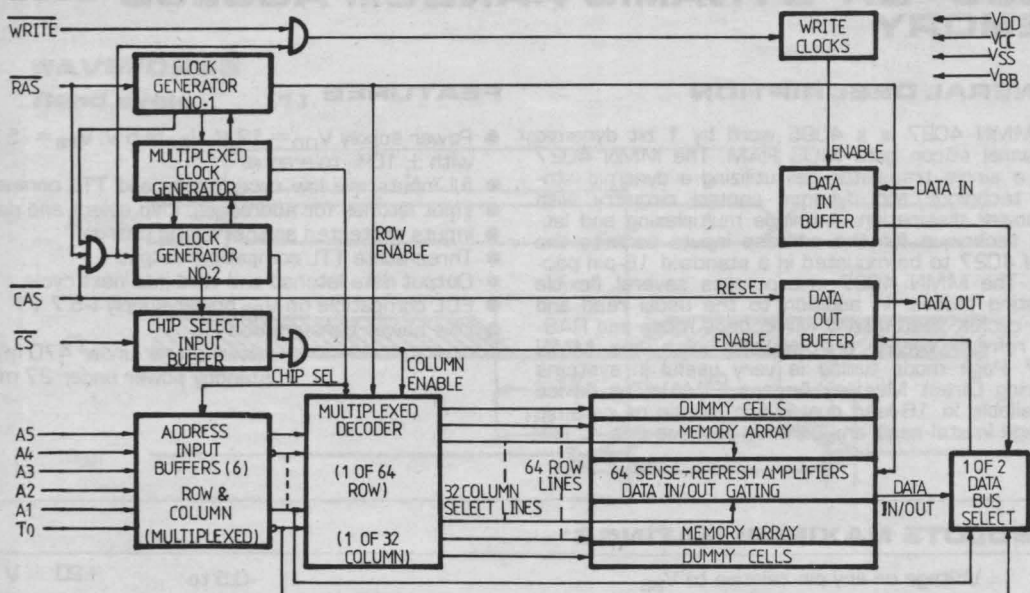 WRITE
RAS
CAS
CS
A5
A4
A3
A2
A1
T0
CLOCK
GENERATOR
NO·1
MULTIPLEXED
CLOCK
GENERATOR
CLOCK
GENERATOR
NO.2
CHIP SELECT
INPUT
BUFFER
CHIP SEL
ADDRESS
INPUT
BUFFERS (6)
ROW &
COLUMN
(MULTIPLEXED)
ROW
ENABLE
COLUMN
ENABLE
MULTIPLEXED
DECODER
(1 OF 64
ROW)
(1 OF 32
COLUMN)
32 COLUMN
SELECT LINES
64 ROW
LINES
DUMMY CELLS
MEMORY ARRAY
64 SENSE-REFRESH AMPLIFIERS
DATA IN/OUT GATING
MEMORY ARRAY
DUMMY CELLS
WRITE
CLOCKS
VDD
VCC
VSS
VBB
ENABLE
DATA
IN
BUFFER
DATA IN
RESET
ENABLE
DATA
OUT
BUFFER
DATA OUT
DATA
IN/OUT
1 OF 2
DATA
BUS
SELECT